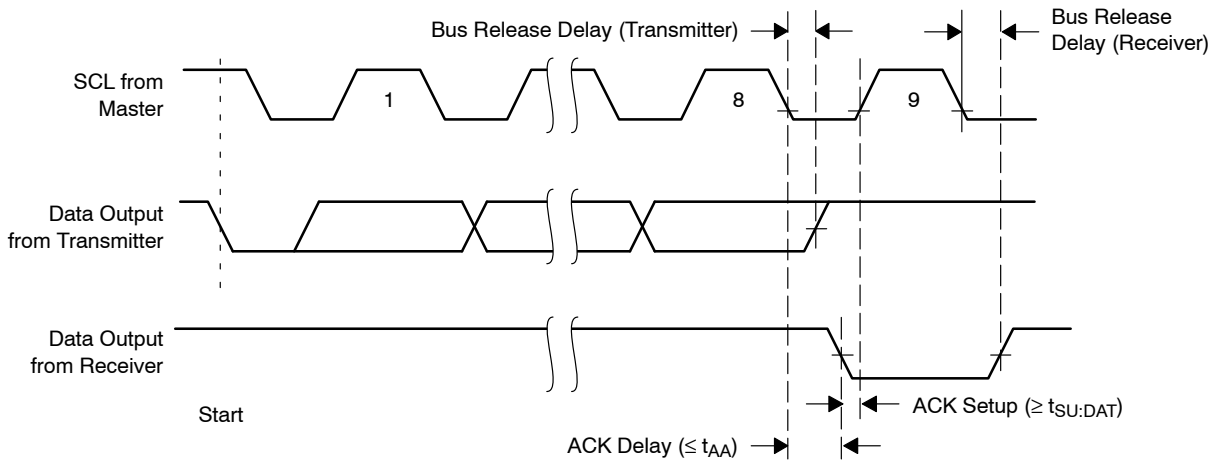 Bus Release Delay (Transmitter)
Bus Release
Delay (Receiver)
SCL from
Master
1
8
9
Data Output
from Transmitter
Data Output
from Receiver
Start
ACK Setup (≥ tSU:DAT)
ACK Delay (≤ tAA)